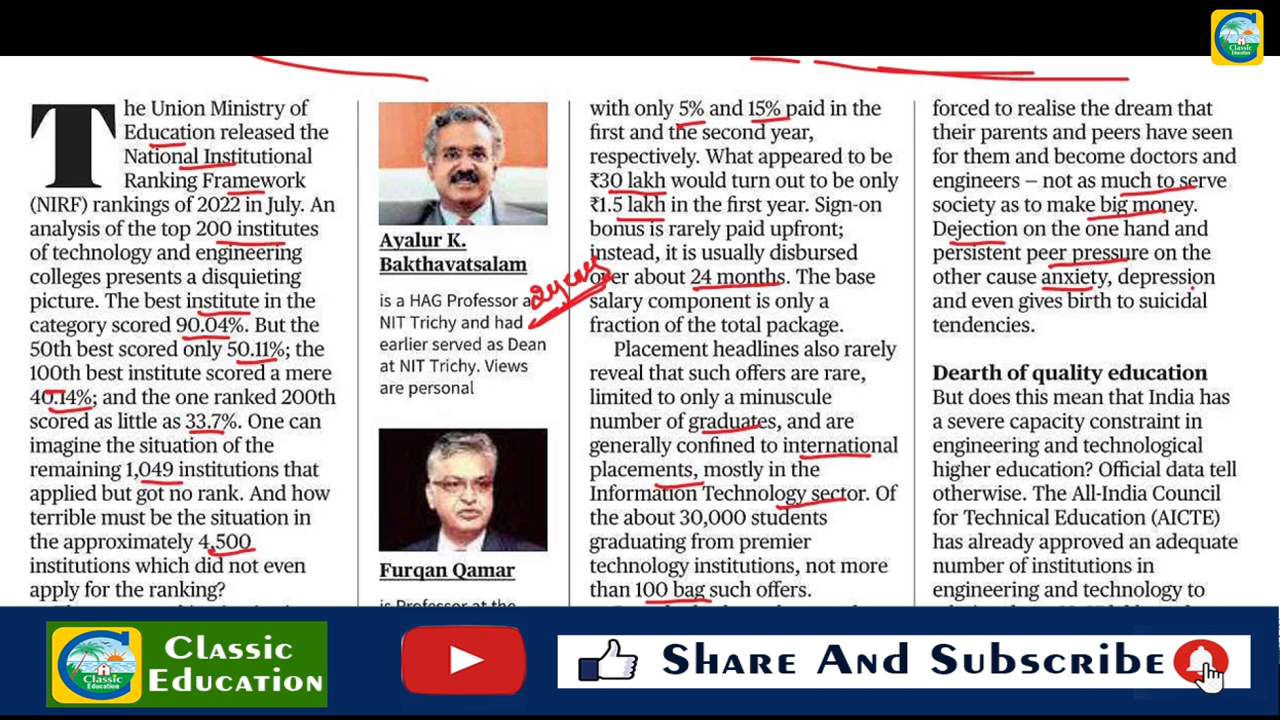 Classic
Education
The Union Ministry of
Education released the
National Institutional
Ranking Framework
(NIRF) rankings of 2022 in July. An
analysis of the top 200 institutes
of technology and engineering
colleges presents a disquieting
picture. The best institute in the
category scored 90.04%. But the
50th best scored only 50.11%; the
100th best institute scored a mere
40.14%; and the one ranked 200th
scored as little as 33.7%. One can
imagine the situation of the
remaining 1,049 institutions that
applied but got no rank. And how
terrible must be the situation in
the approximately 4,500
institutions which did not even
apply for the ranking?
Ayalur K.
Bakthavatsalam
is a HAG Professor a
NIT Trichy and had
earlier served as Dean
at NIT Trichy. Views
are personal
Furqan Qamar
is Professor at the
2 years
with only 5% and 15% paid in the
first and the second year,
respectively. What appeared to be
₹30 lakh would turn out to be only
₹1.5 lakh in the first year. Sign-on
bonus is rarely paid upfront;
instead, it is usually disbursed
over about 24 months. The base
salary component is only a
fraction of the total package.
Placement headlines also rarely
reveal that such offers are rare,
limited to only a minuscule
number of graduates, and are
generally confined to international
placements, mostly in the
Information Technology sector. Of
the about 30,000 students
graduating from premier
technology institutions, not more
than 100 bag such offers.
forced to realise the dream that
their parents and peers have seen
for them and become doctors and
engineers – not as much to serve
society as to make big money.
Dejection on the one hand and
persistent peer pressure on the
other cause anxiety, depression
and even gives birth to suicidal
tendencies.
Dearth of quality education
But does this mean that India has
a severe capacity constraint in
engineering and technological
higher education? Official data tell
otherwise. The All-India Council
for Technical Education (AICTE)
has already approved an adequate
number of institutions in
engineering and technology to
Classic
Education
Classic
Education
Share And Subscribe